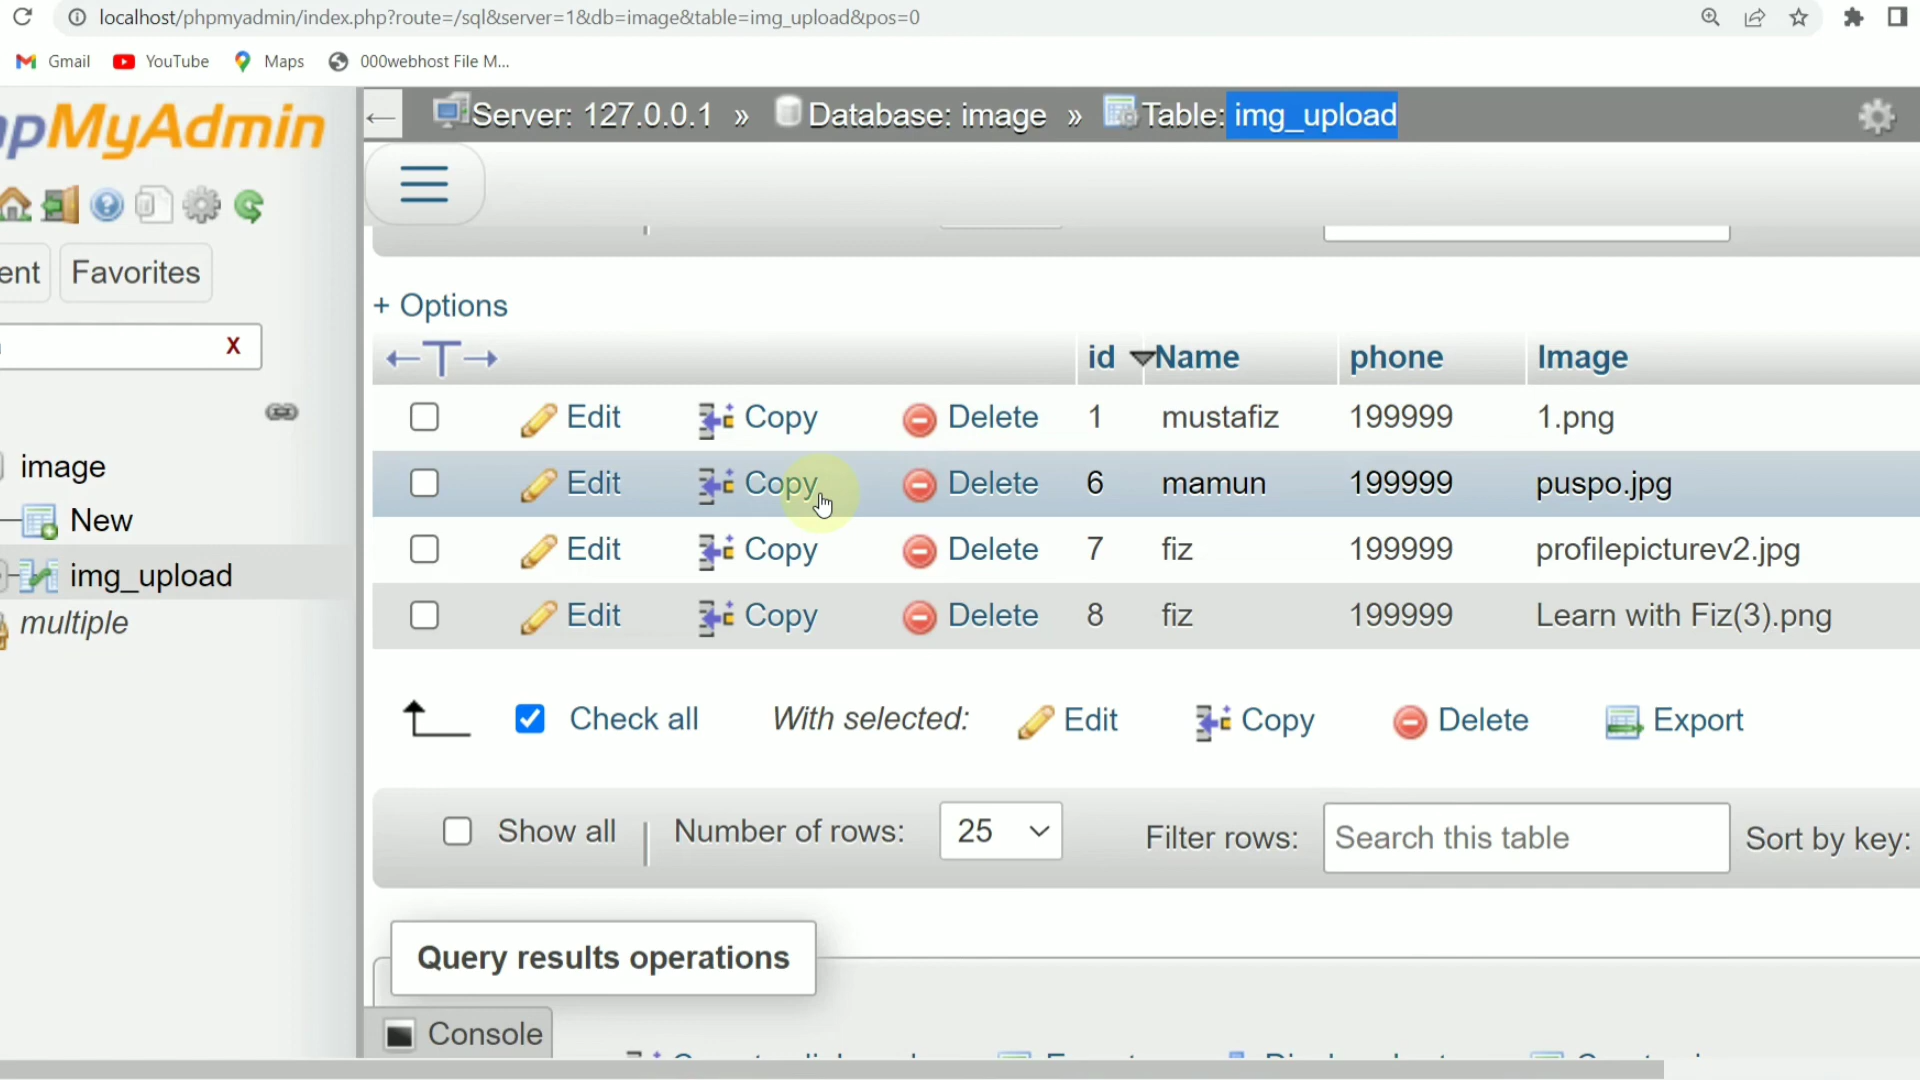 localhost/phpmyadmin/index.php?route=/sql&server=1&db=image&table=img_upload&pos=0
Gmail YouTube Maps 000webhost File M...
pMyAdmin
Server: 127.0.0.1 » Database: image » Table: img_upload
ent Favorites
X
+ Options
←T→ id Name phone Image
Edit Copy Delete 1 mustafiz 199999 1.png
Edit Copy Delete 6 mamun 199999 puspo.jpg
Edit Copy Delete 7 fiz 199999 profilepicturev2.jpg
Edit Copy Delete 8 fiz 199999 Learn with Fiz(3).png
image
New
img_upload
multiple
Check all With selected: Edit Copy Delete Export
Show all Number of rows: 25 Filter rows: Search this table Sort by key:
Query results operations
Console